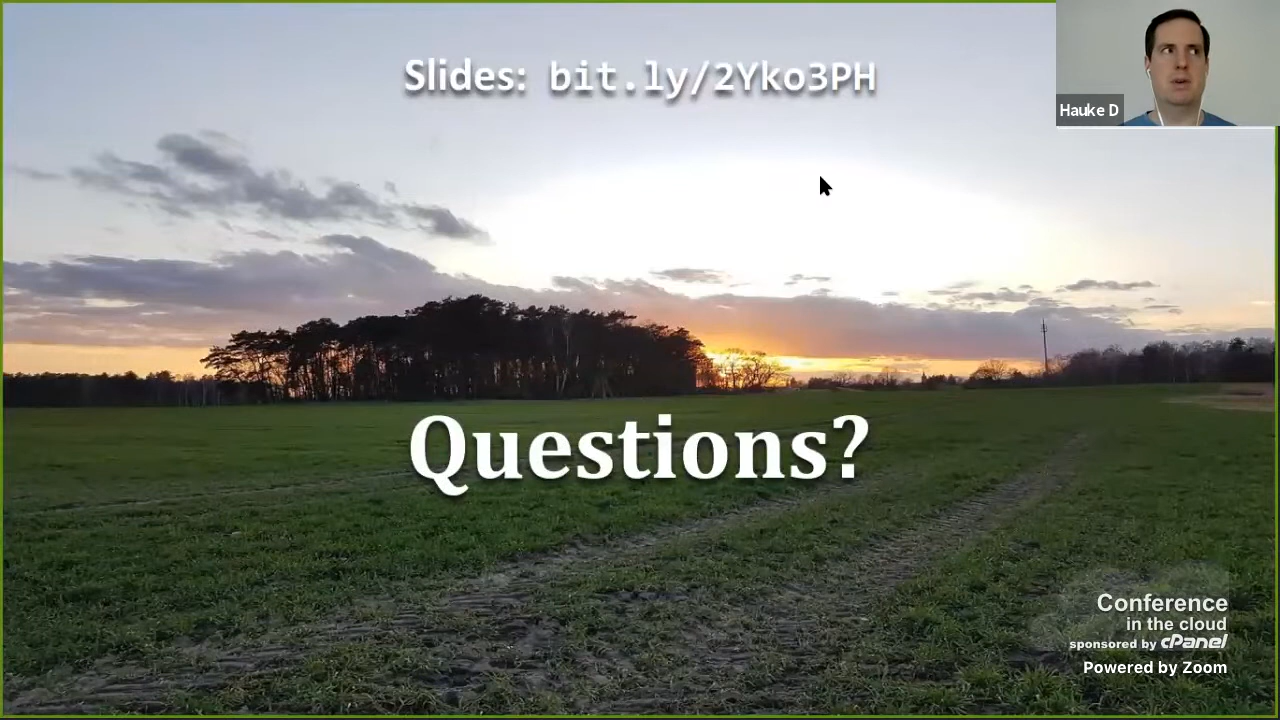 Slides: bit.ly/2Yko3PH
Hauke D
Questions?
Conference
in the cloud
sponsored by cPanel
Powered by Zoom